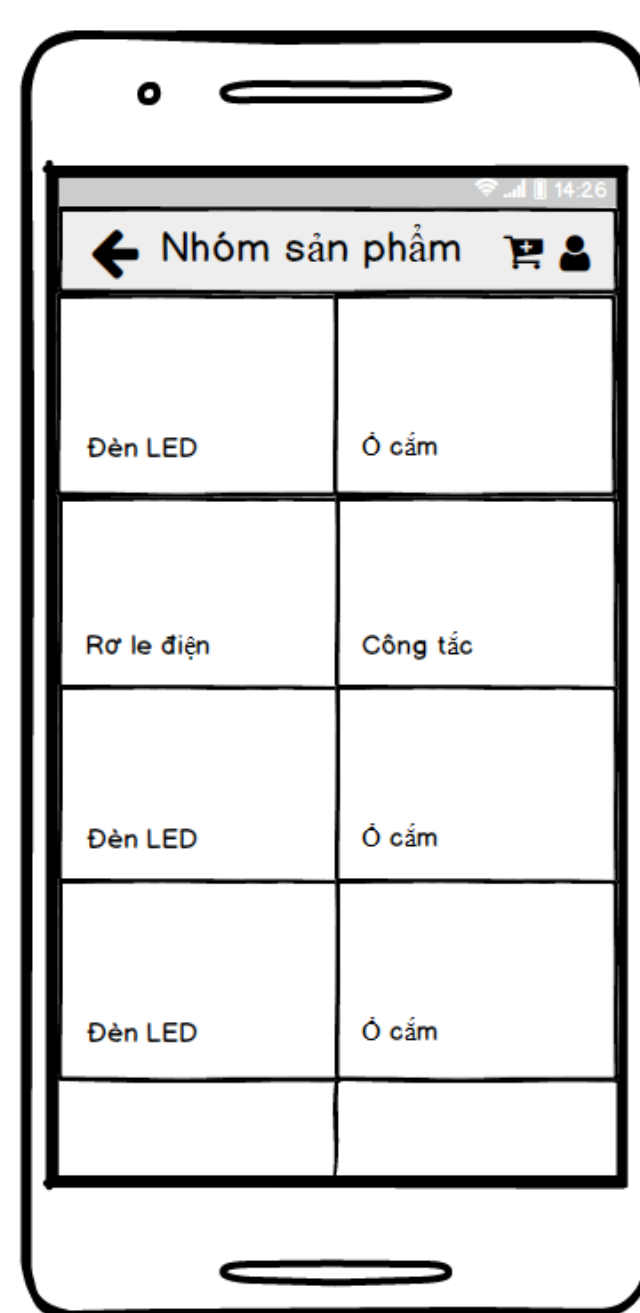 14:26
Nhóm sản phẩm
Đèn LED
Ổ cắm
Rơ le điện
Công tắc
Đèn LED
Ổ cắm
Đèn LED
Ổ cắm